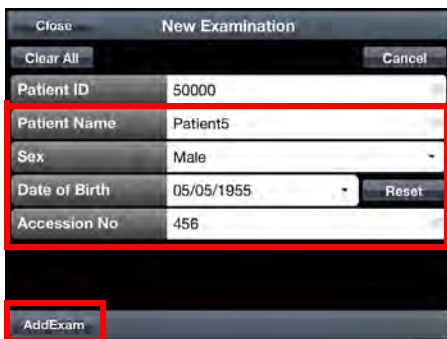 Close New Examination
Clear All Cancel
Patient ID 50000
Patient Name Patient5
Sex Male
Date of Birth 05/05/1955 Reset
Accession No 456
AddExam